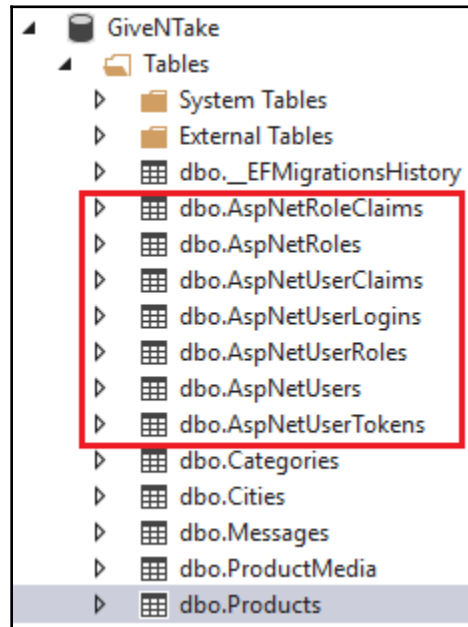 GiveNTake
Tables
System Tables
External Tables
dbo.__EFMigrationsHistory
dbo.AspNetRoleClaims
dbo.AspNetRoles
dbo.AspNetUserClaims
dbo.AspNetUserLogins
dbo.AspNetUserRoles
dbo.AspNetUsers
dbo.AspNetUserTokens
dbo.Categories
dbo.Cities
dbo.Messages
dbo.ProductMedia
dbo.Products